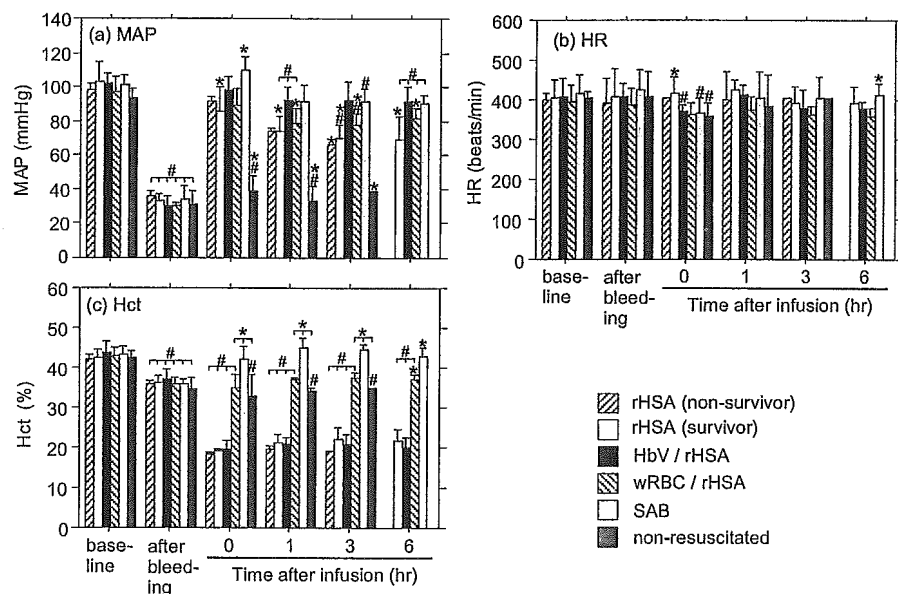 (a) MAP
140
120
100
80
60
40
20
0
MAP (mmHg)
# * * * # * # * * # * # * * # # * # * * # * *
(b) HR
600
500
400
300
200
100
0
HR (beats/min)
* # # # *
base-
line
after
bleed-
ing
0 1 3 6
Time after infusion (hr)
(c) Hct
60
50
40
30
20
10
0
Hct (%)
# # * # # * # # * # # * *
base-
line
after
bleed-
ing
0 1 3 6
Time after infusion (hr)
rHSA (non-survivor)
rHSA (survivor)
HbV / rHSA
wRBC / rHSA
SAB
non-resuscitated